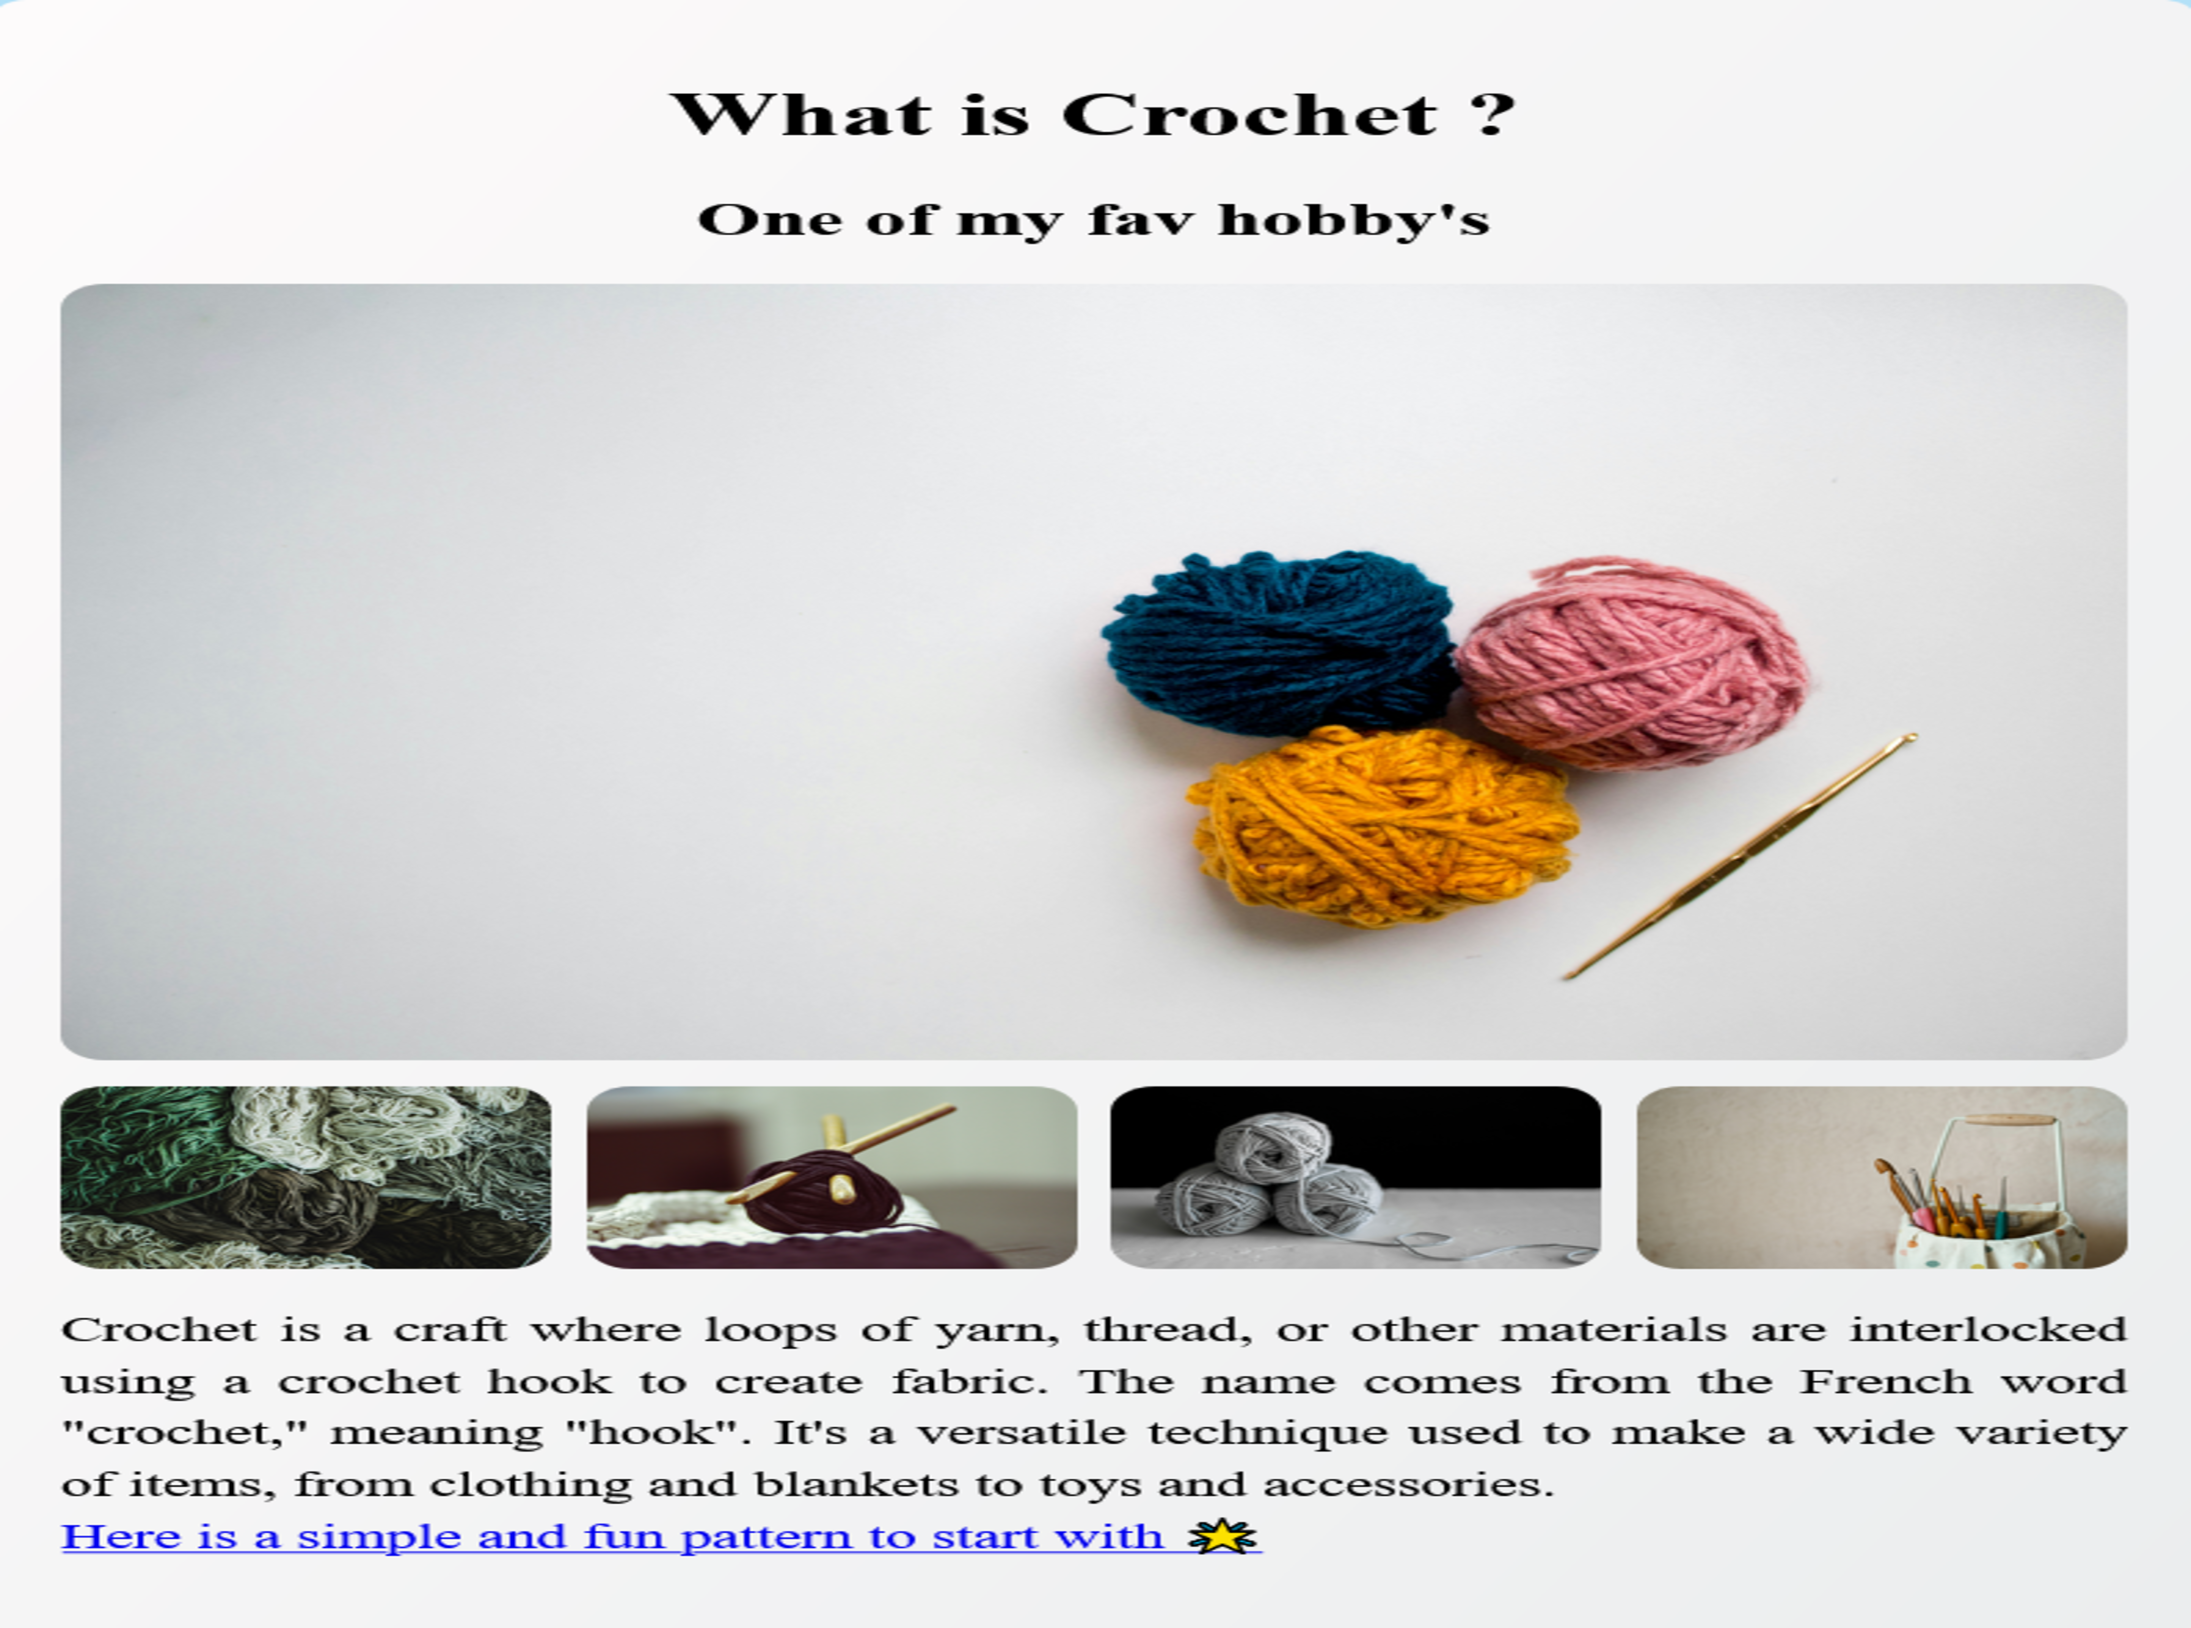 What is Crochet ?
One of my fav hobby's
Crochet is a craft where loops of yarn, thread, or other materials are interlocked
using a crochet hook to create fabric. The name comes from the French word
"crochet," meaning "hook". It's a versatile technique used to make a wide variety
of items, from clothing and blankets to toys and accessories.
Here is a simple and fun pattern to start with 🌟